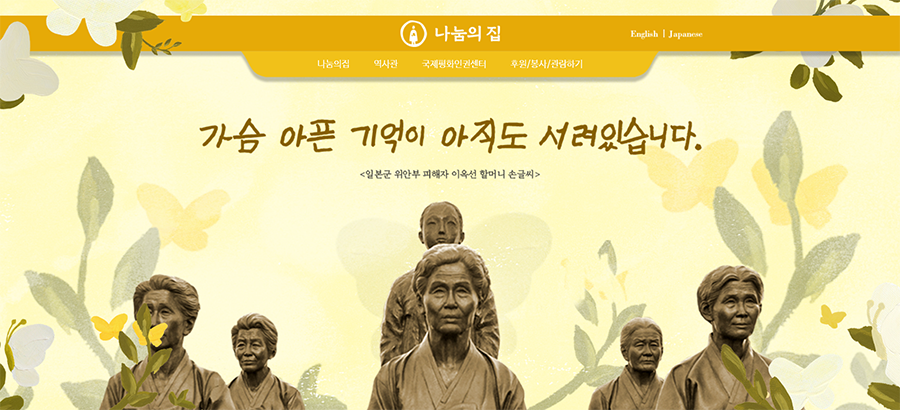 나눔의 집
English | Japanese
나눔의집 역사관 국제평화인권센터 후원/봉사/관람하기
가슴 아픈 기억이 아직도 서려있습니다.
<일본군 위안부 피해자 이옥선 할머니 손글씨>